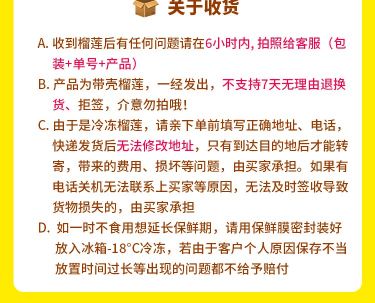 关于收货
A. 收到榴莲后有任何问题请在6小时内, 拍照给客服（包
装+单号+产品）
B. 产品为带壳榴莲，一经发出，不支持7天无理由退换
货、拒签，介意勿拍哦！
C. 由于是冷冻榴莲，请亲下单前填写正确地址、电话，
快递发货后无法修改地址，只有到达目的地后才能转
寄，带来的费用、损坏等问题，由买家承担。如果有
电话关机无法联系上买家等原因，无法及时签收导致
货物损失的，由买家承担
D. 如一时不食用想延长保鲜期，请用保鲜膜密封装好
放入冰箱-18°C冷冻，若由于客户个人原因保存不当
放置时间过长等出现的问题都不给予赔付